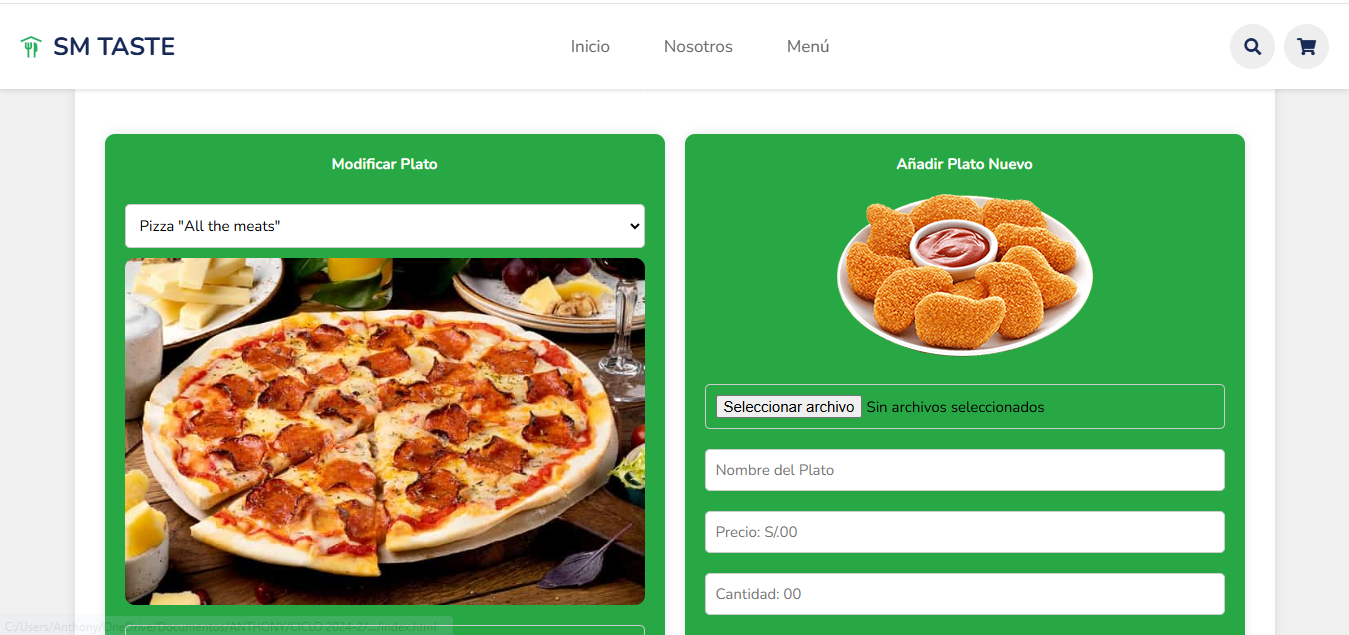 SM TASTE
Inicio
Nosotros
Menú
Modificar Plato
Pizza "All the meats"
Añadir Plato Nuevo
Seleccionar archivo Sin archivos seleccionados
Nombre del Plato
Precio: S/.00
Cantidad: 00
C:/Users/Anthony/OneDrive/Documentos/ANTHONY/CICLO 2024-2/.../index.html